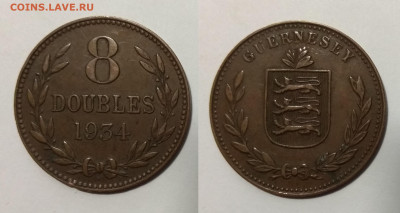 COINS.LAVE.RU
8
DOUBLES
1934
GUERNESEY